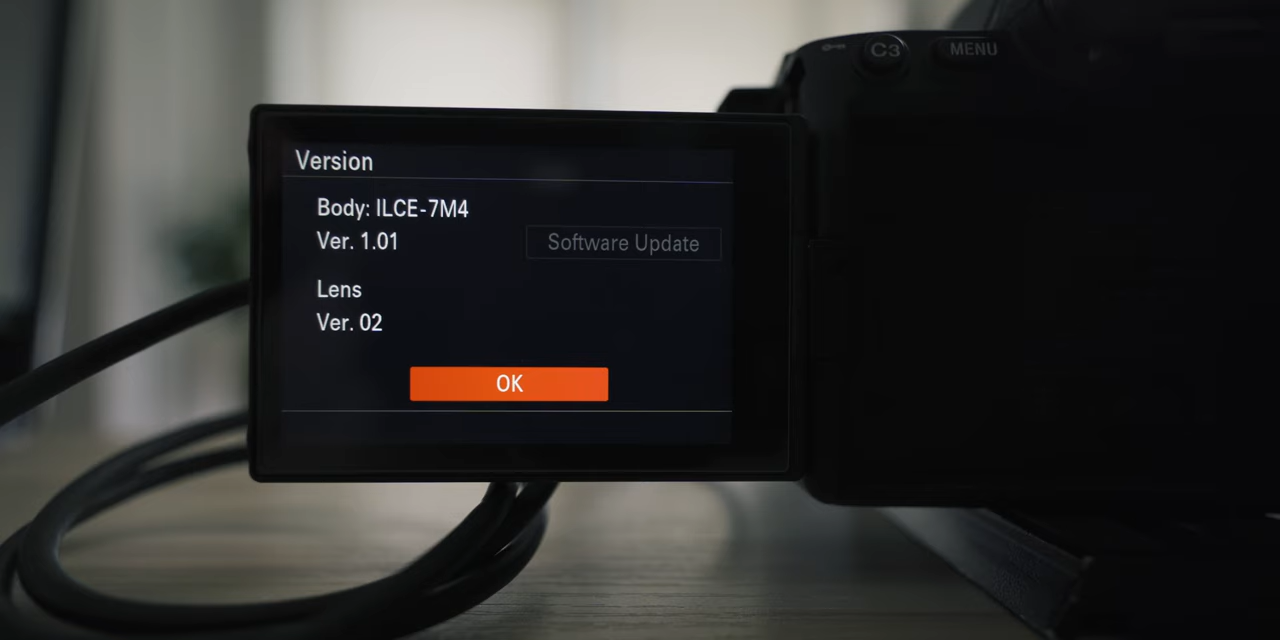 C3
MENU
Version
Body: ILCE-7M4
Ver. 1.01
Software Update
Lens
Ver. 02
OK